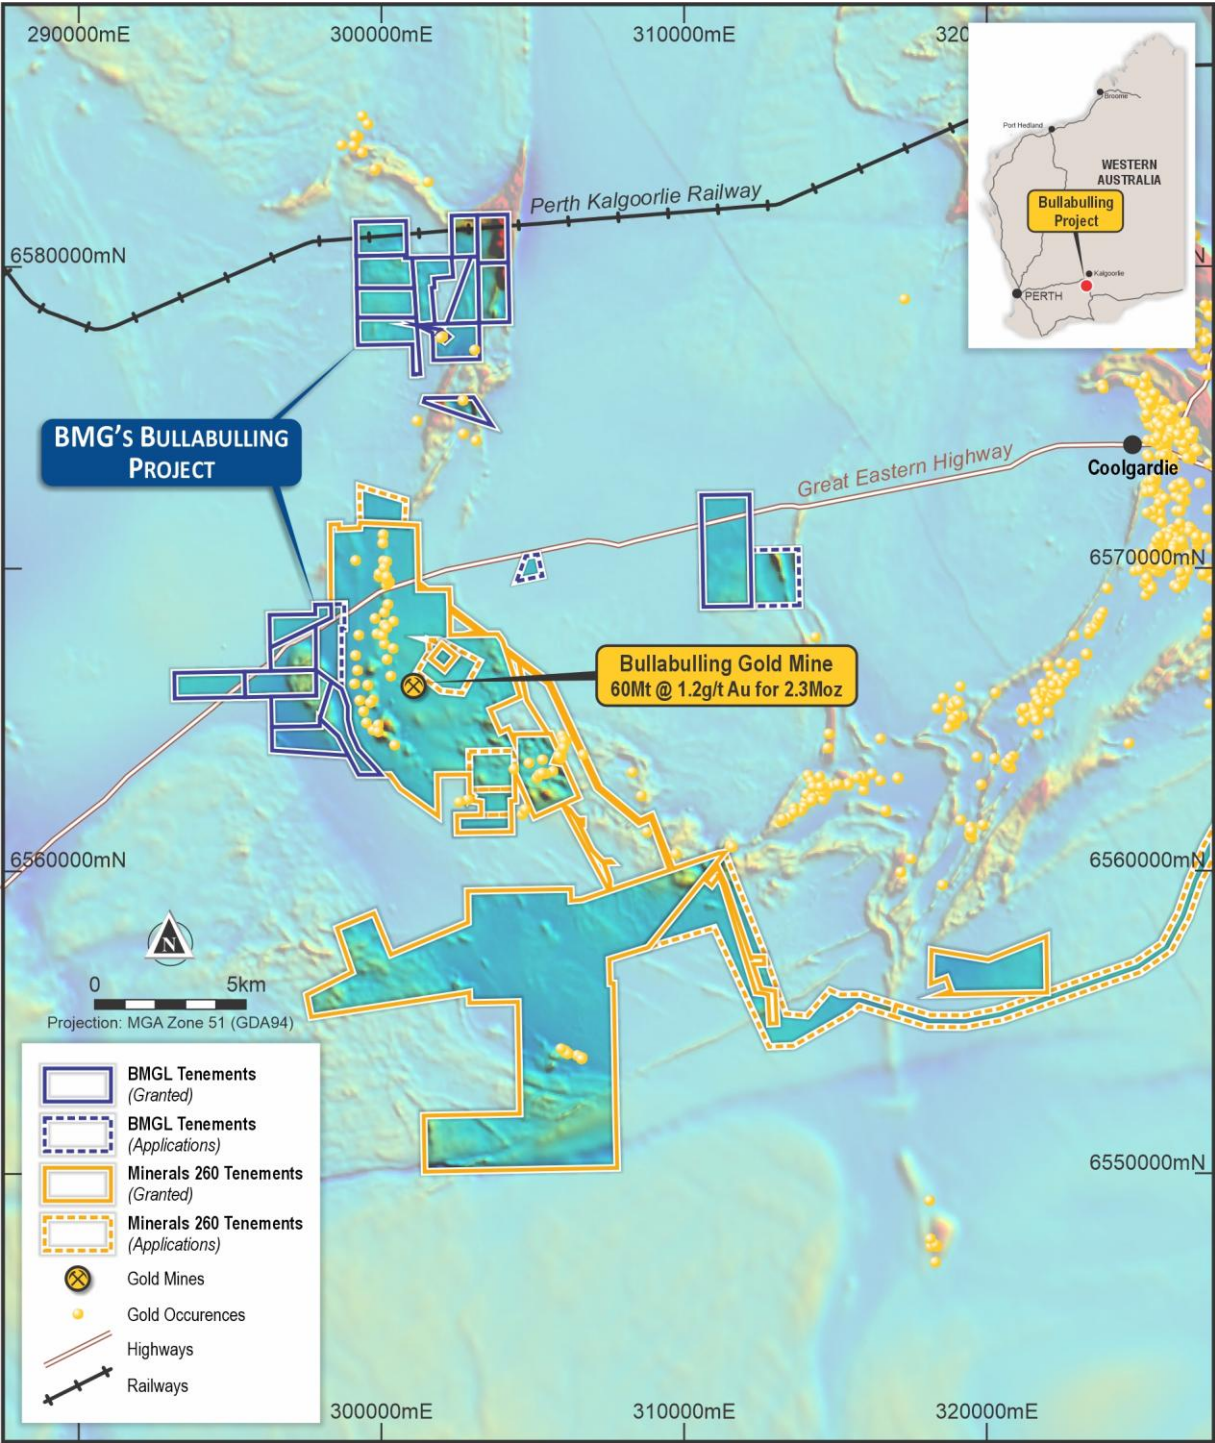 290000mE
300000mE
310000mE
320
Broome
Port Hedland
WESTERN
AUSTRALIA
Bullabulling
Project
Kalgoorlie
PERTH
Perth Kalgoorlie Railway
6580000mN
N
BMG's Bullabulling
Project
Great Eastern Highway
Coolgardie
6570000mN
Bullabulling Gold Mine
60Mt @ 1.2g/t Au for 2.3Moz
6560000mN
6560000mN
N
0 5km
Projection: MGA Zone 51 (GDA94)
BMGL Tenements
(Granted)
BMGL Tenements
(Applications)
Minerals 260 Tenements
(Granted)
Minerals 260 Tenements
(Applications)
Gold Mines
Gold Occurences
Highways
Railways
6550000mN
300000mE
310000mE
320000mE